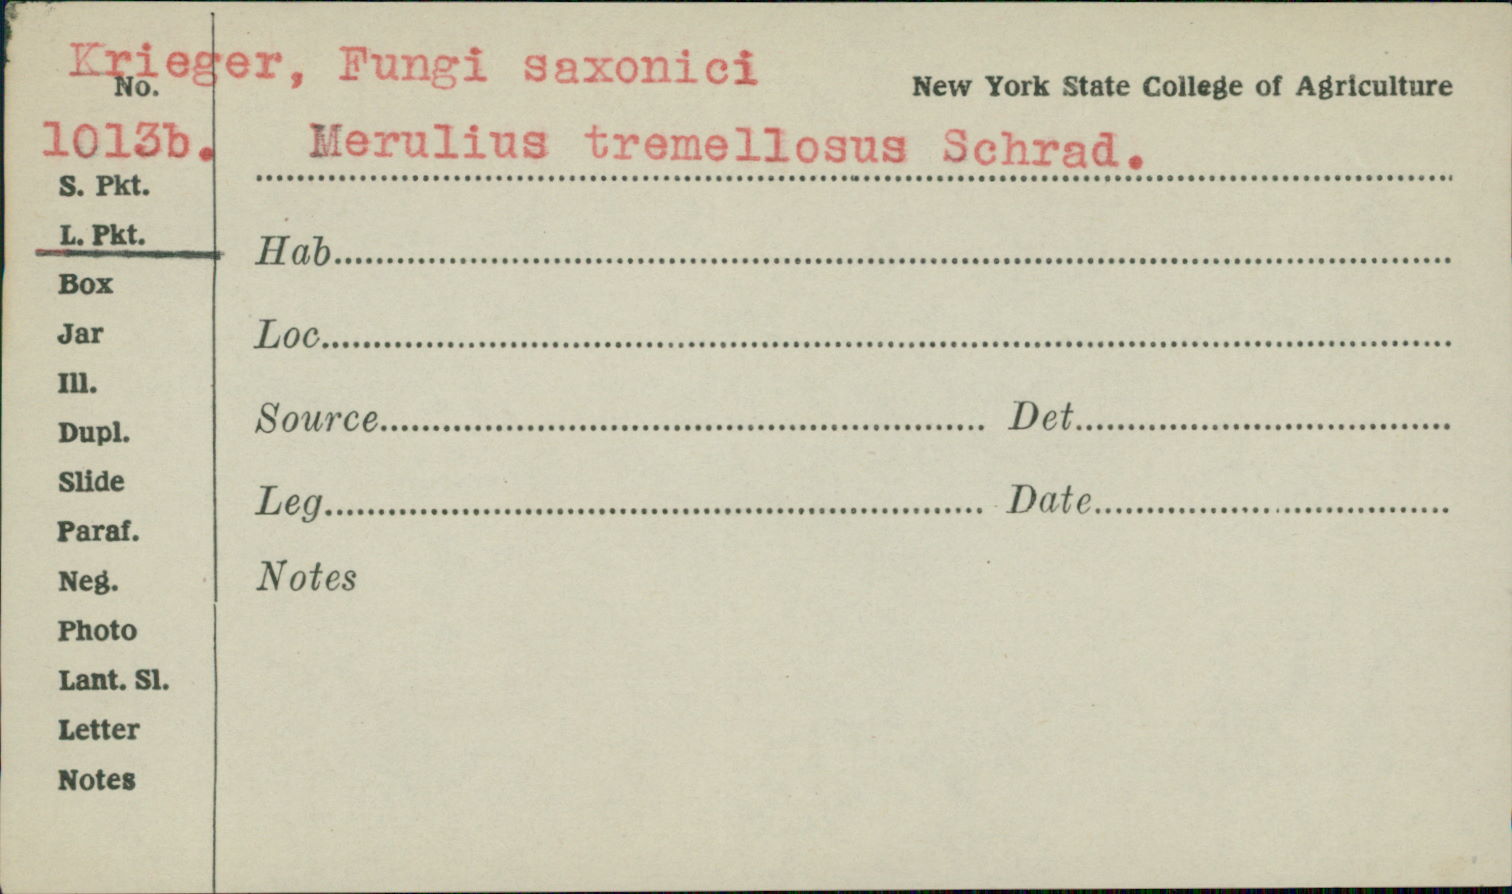 Krieger, Fungi saxonici
No.
New York State College of Agriculture
1013b.
Merulius tremellosus Schrad.
S. Pkt.
L. Pkt.
Hab
Box
Loc
Jar
Ill.
Source Det
Dupl.
Slide
Leg Date
Paraf.
Neg.
Notes
Photo
Lant. Sl.
Letter
Notes